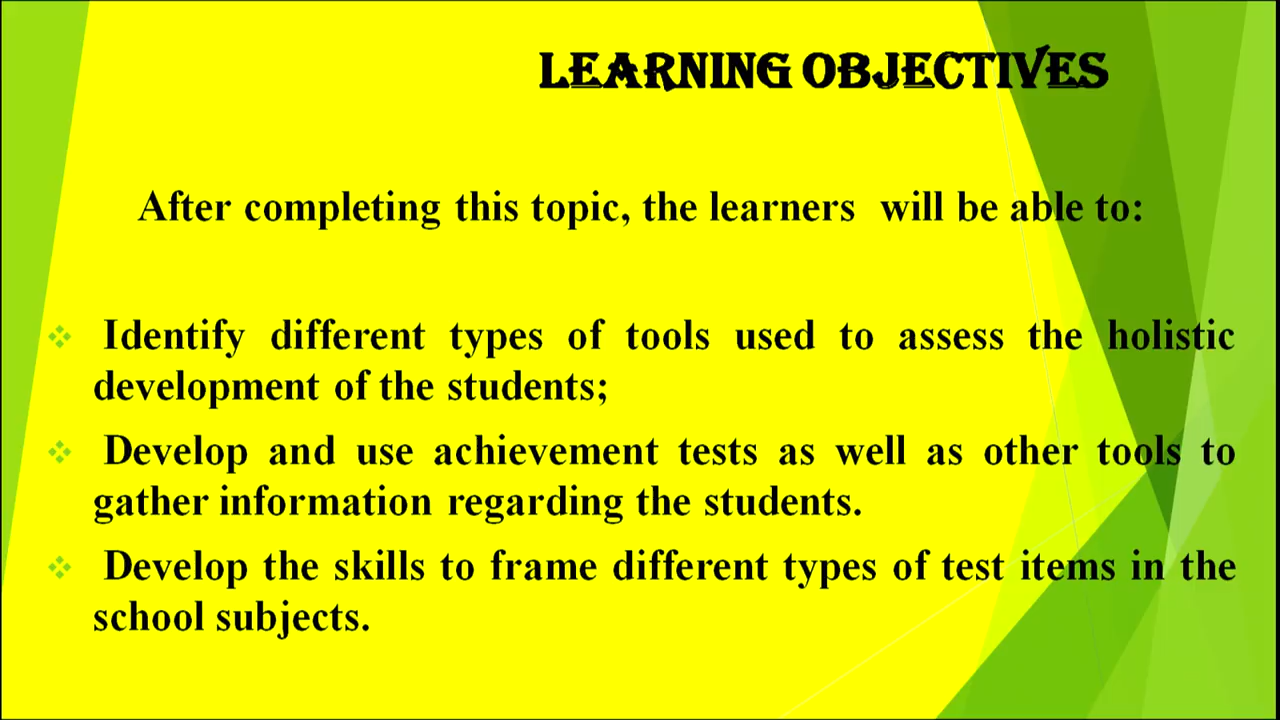 LEARNING OBJECTIVES
After completing this topic, the learners will be able to:
Identify different types of tools used to assess the holistic
development of the students;
Develop and use achievement tests as well as other tools to
gather information regarding the students.
Develop the skills to frame different types of test items in the
school subjects.